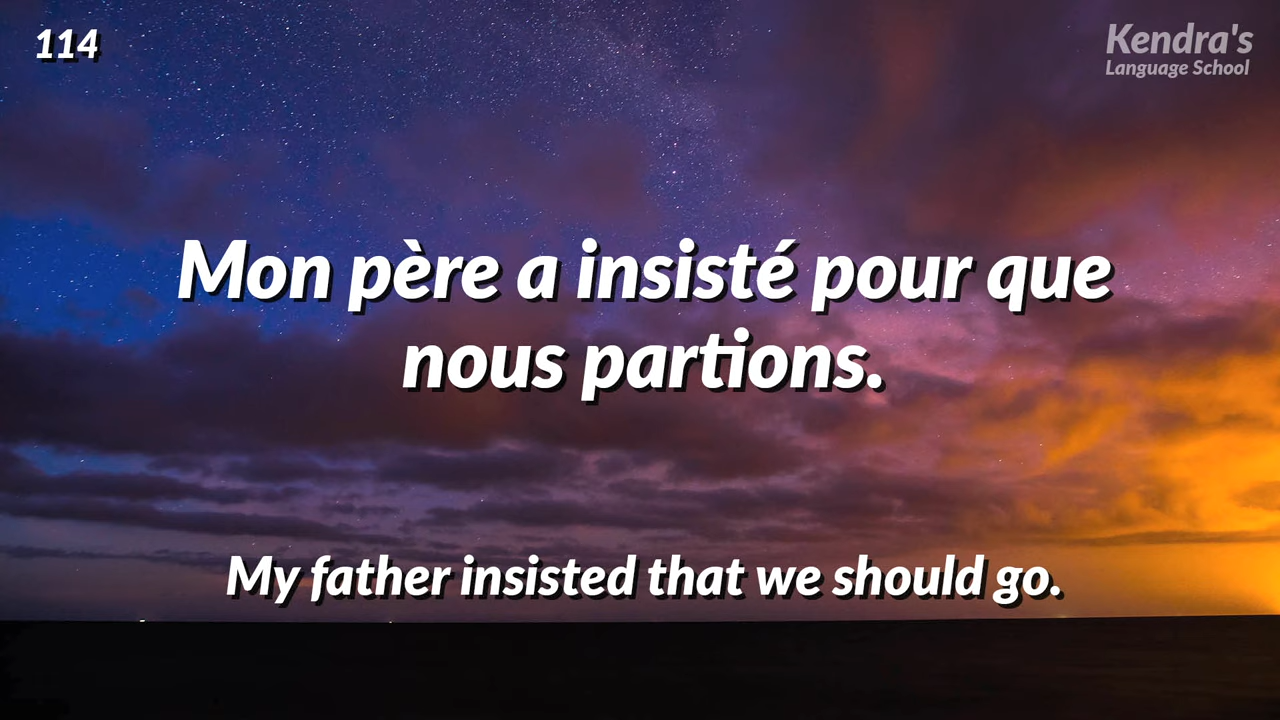 114
Kendra's
Language School
Mon père a insisté pour que
nous partions.
My father insisted that we should go.